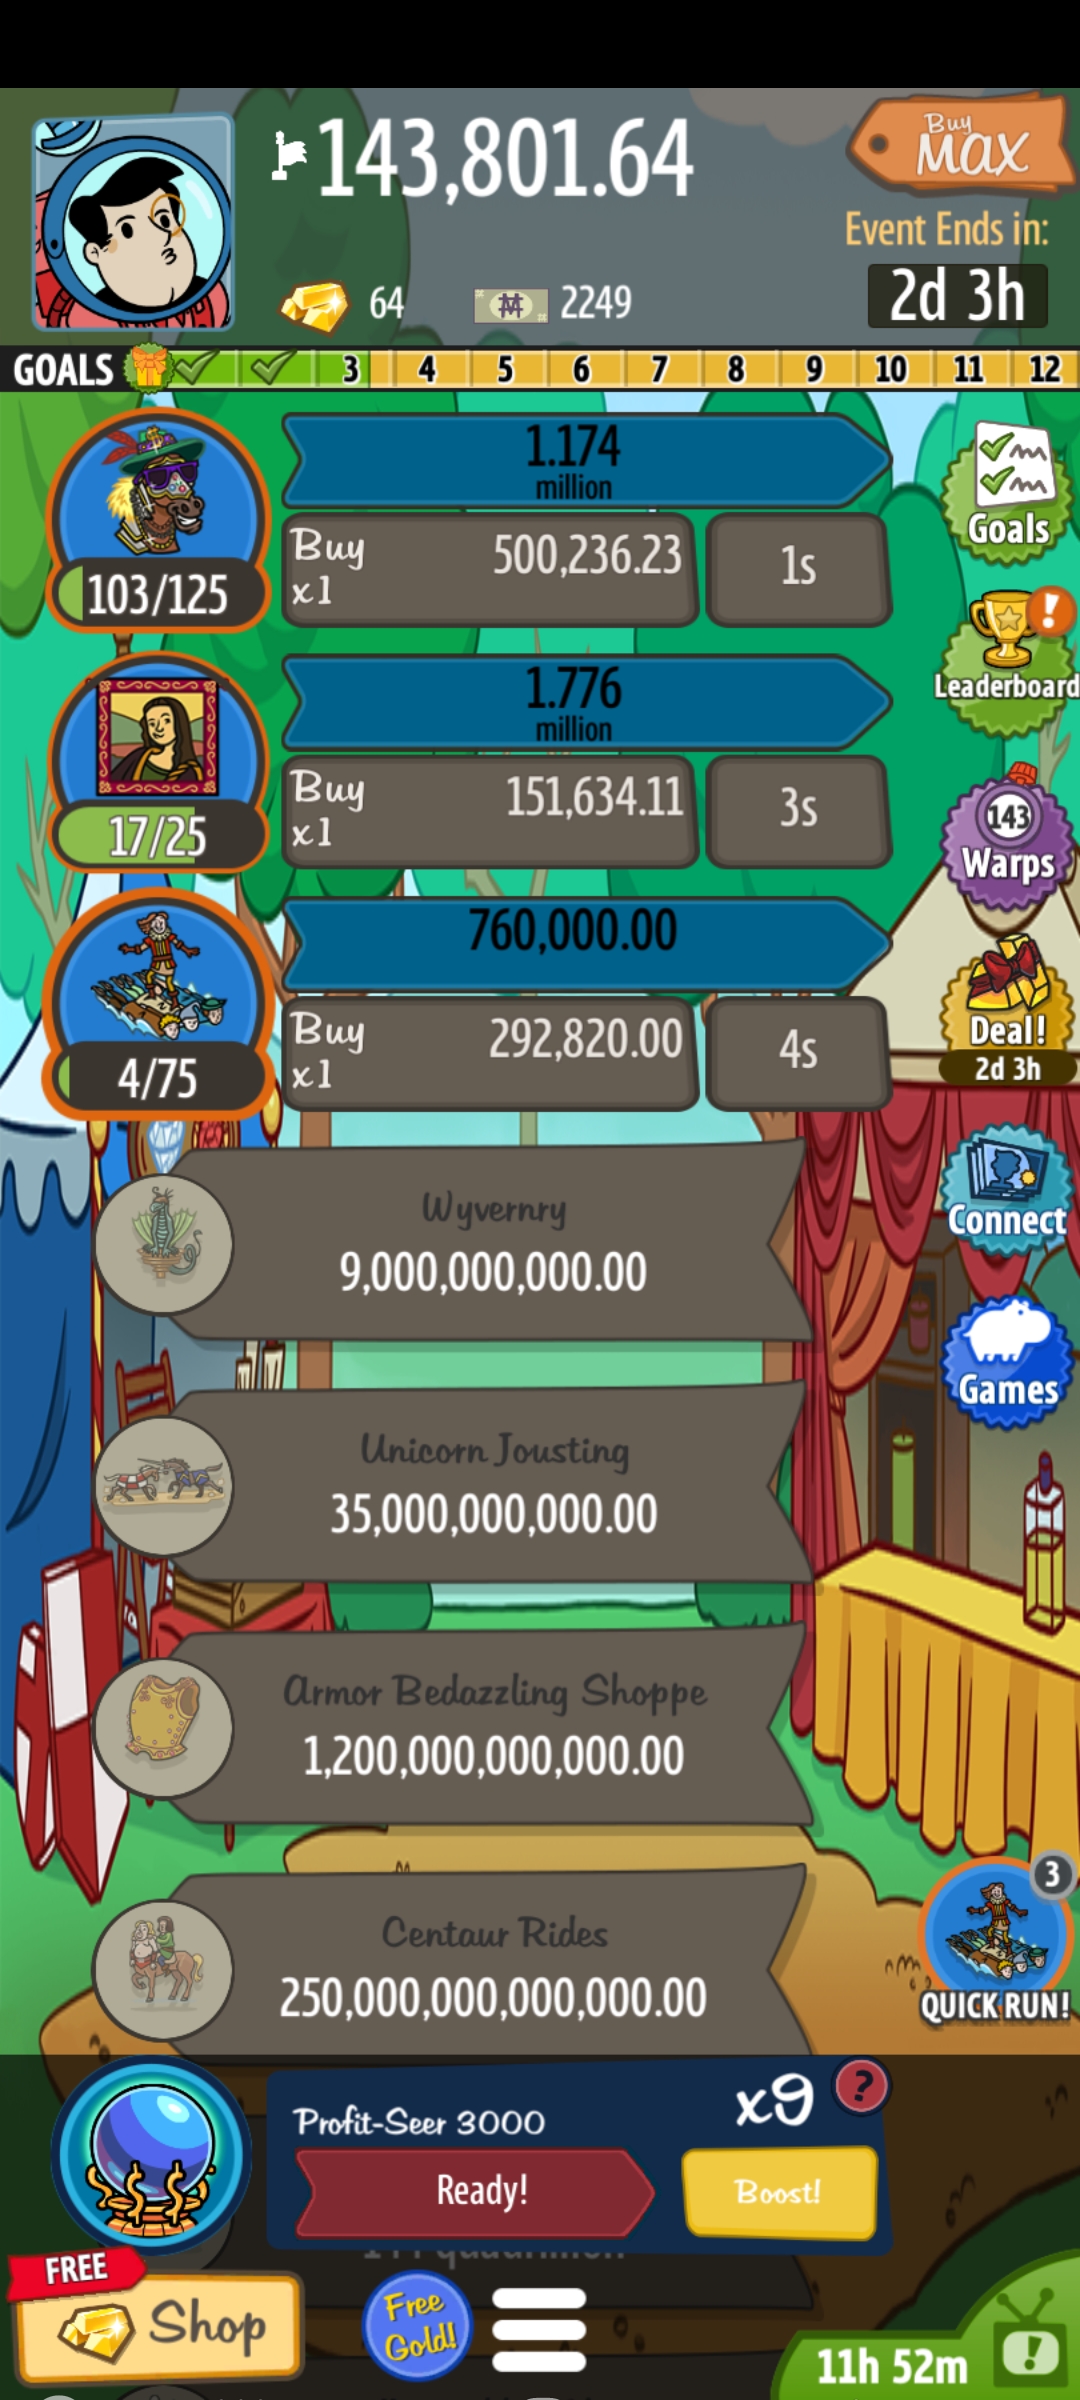 143,801.64
Buy
MAX
Event Ends in:
64
2249
2d 3h
GOALS 3 4 5 6 7 8 9 10 11 12
1.174
million
Buy
x1
500,236.23
1s
103/125
Goals
1.776
million
Buy
x1
151,634.11
3s
17/25
Leaderboard
143
Warps
760,000.00
Buy
x1
292,820.00
4s
4/75
Deal!
2d 3h
Wyvernry
9,000,000,000.00
Connect
Unicorn Jousting
35,000,000,000.00
Games
Armor Bedazzling Shoppe
1,200,000,000,000.00
Centaur Rides
250,000,000,000,000.00
3
QUICK RUN!
Profit-Seer 3000
x9
?
Ready!
Boost!
FREE
Shop
Free
Gold!
11h 52m